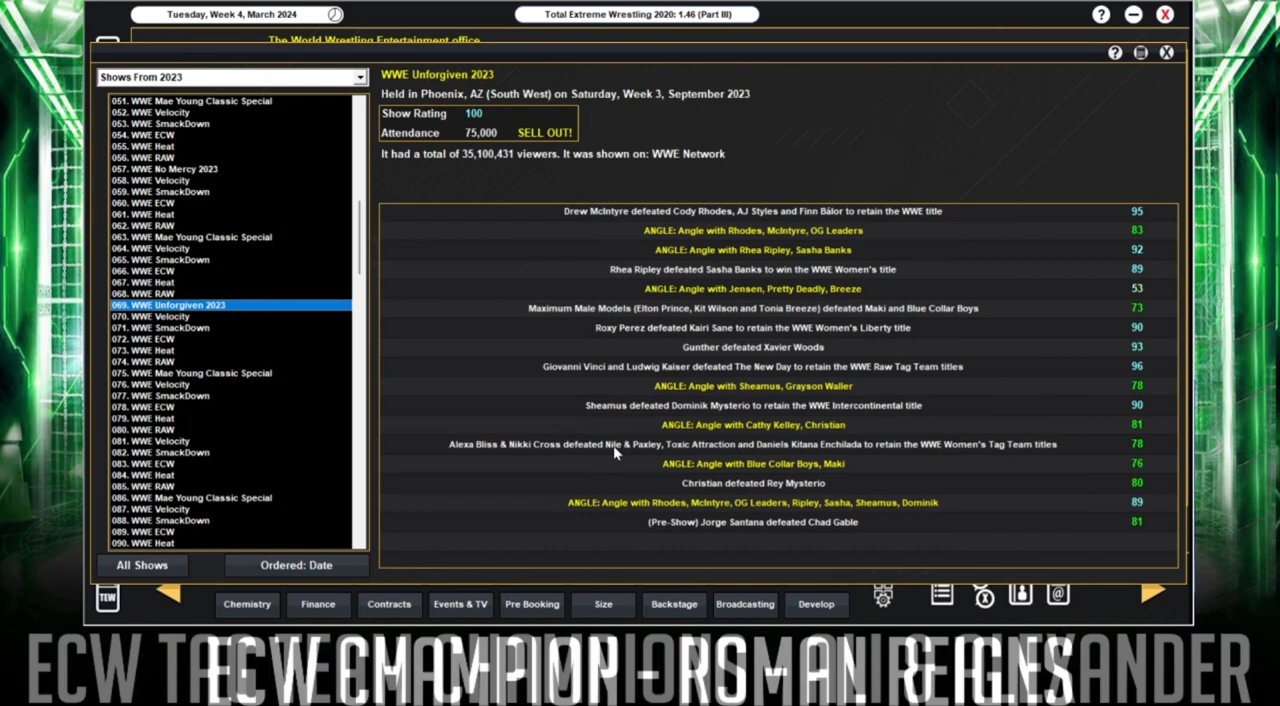 Tuesday, Week 4, March 2024
Total Extreme Wrestling 2020: 1.46 (Part III)
? X
The World Wrestling Entertainment office
? X
Shows From 2023
051. WWE Mae Young Classic Special
052. WWE Velocity
053. WWE SmackDown
054. WWE ECW
055. WWE Heat
056. WWE RAW
057. WWE No Mercy 2023
058. WWE Velocity
059. WWE SmackDown
060. WWE ECW
061. WWE Heat
062. WWE RAW
063. WWE Mae Young Classic Special
064. WWE Velocity
065. WWE SmackDown
066. WWE ECW
067. WWE Heat
068. WWE RAW
069. WWE Unforgiven 2023
070. WWE Velocity
071. WWE SmackDown
072. WWE ECW
073. WWE Heat
074. WWE RAW
075. WWE Mae Young Classic Special
076. WWE Velocity
077. WWE SmackDown
078. WWE ECW
079. WWE Heat
080. WWE RAW
081. WWE Velocity
082. WWE SmackDown
083. WWE ECW
084. WWE Heat
085. WWE RAW
086. WWE Mae Young Classic Special
087. WWE Velocity
088. WWE SmackDown
089. WWE ECW
090. WWE Heat
All Shows
Ordered: Date
WWE Unforgiven 2023
Held in Phoenix, AZ (South West) on Saturday, Week 3, September 2023
Show Rating 100
Attendance 75,000 SELL OUT!
It had a total of 35,100,431 viewers. It was shown on: WWE Network
Drew McIntyre defeated Cody Rhodes, AJ Styles and Finn Bálor to retain the WWE title 95
ANGLE: Angle with Rhodes, McIntyre, OG Leaders 83
ANGLE: Angle with Rhea Ripley, Sasha Banks 92
Rhea Ripley defeated Sasha Banks to win the WWE Women's title 89
ANGLE: Angle with Jensen, Pretty Deadly, Breeze 53
Maximum Male Models (Elton Prince, Kit Wilson and Tonia Breeze) defeated Maki and Blue Collar Boys 73
Roxy Perez defeated Kairi Sane to retain the WWE Women's Liberty title 90
Gunther defeated Xavier Woods 93
Giovanni Vinci and Ludwig Kaiser defeated The New Day to retain the WWE Raw Tag Team titles 96
ANGLE: Angle with Sheamus, Grayson Waller 78
Sheamus defeated Dominik Mysterio to retain the WWE Intercontinental title 90
ANGLE: Angle with Cathy Kelley, Christian 81
Alexa Bliss & Nikki Cross defeated Nile & Paxley, Toxic Attraction and Daniels Kitana Enchilada to retain the WWE Women's Tag Team titles 78
ANGLE: Angle with Blue Collar Boys, Maki 76
Christian defeated Rey Mysterio 80
ANGLE: Angle with Rhodes, McIntyre, OG Leaders, Ripley, Sasha, Sheamus, Dominik 89
(Pre-Show) Jorge Santana defeated Chad Gable 81
TEW
Chemistry
Finance
Contracts
Events & TV
Pre Booking
Size
Backstage
Broadcasting
Develop
ECW CHAMPION - ROMAN REIGNS